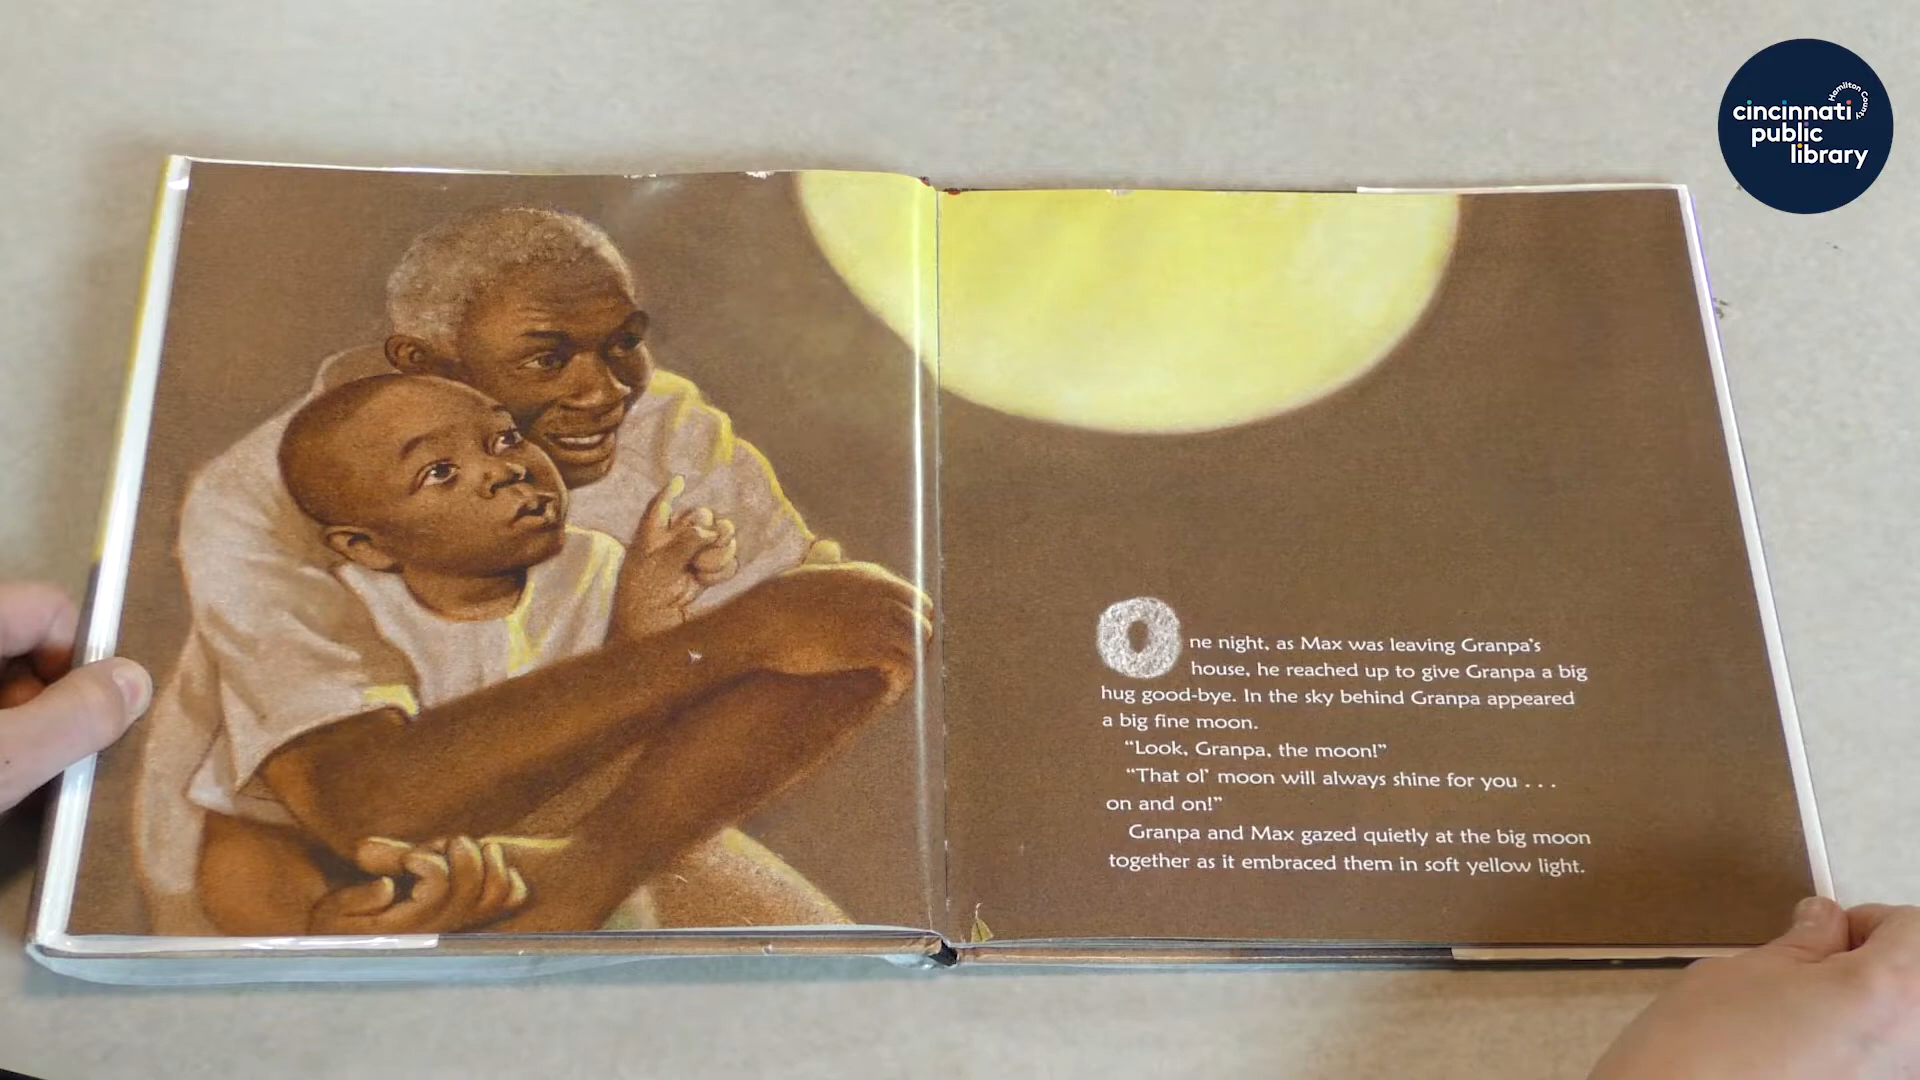 cincinnati
Hamilton County
public
library
One night, as Max was leaving Granpa's
house, he reached up to give Granpa a big
hug good-bye. In the sky behind Granpa appeared
a big fine moon.
“Look, Granpa, the moon!”
“That ol’ moon will always shine for you . . .
on and on!”
Granpa and Max gazed quietly at the big moon
together as it embraced them in soft yellow light.